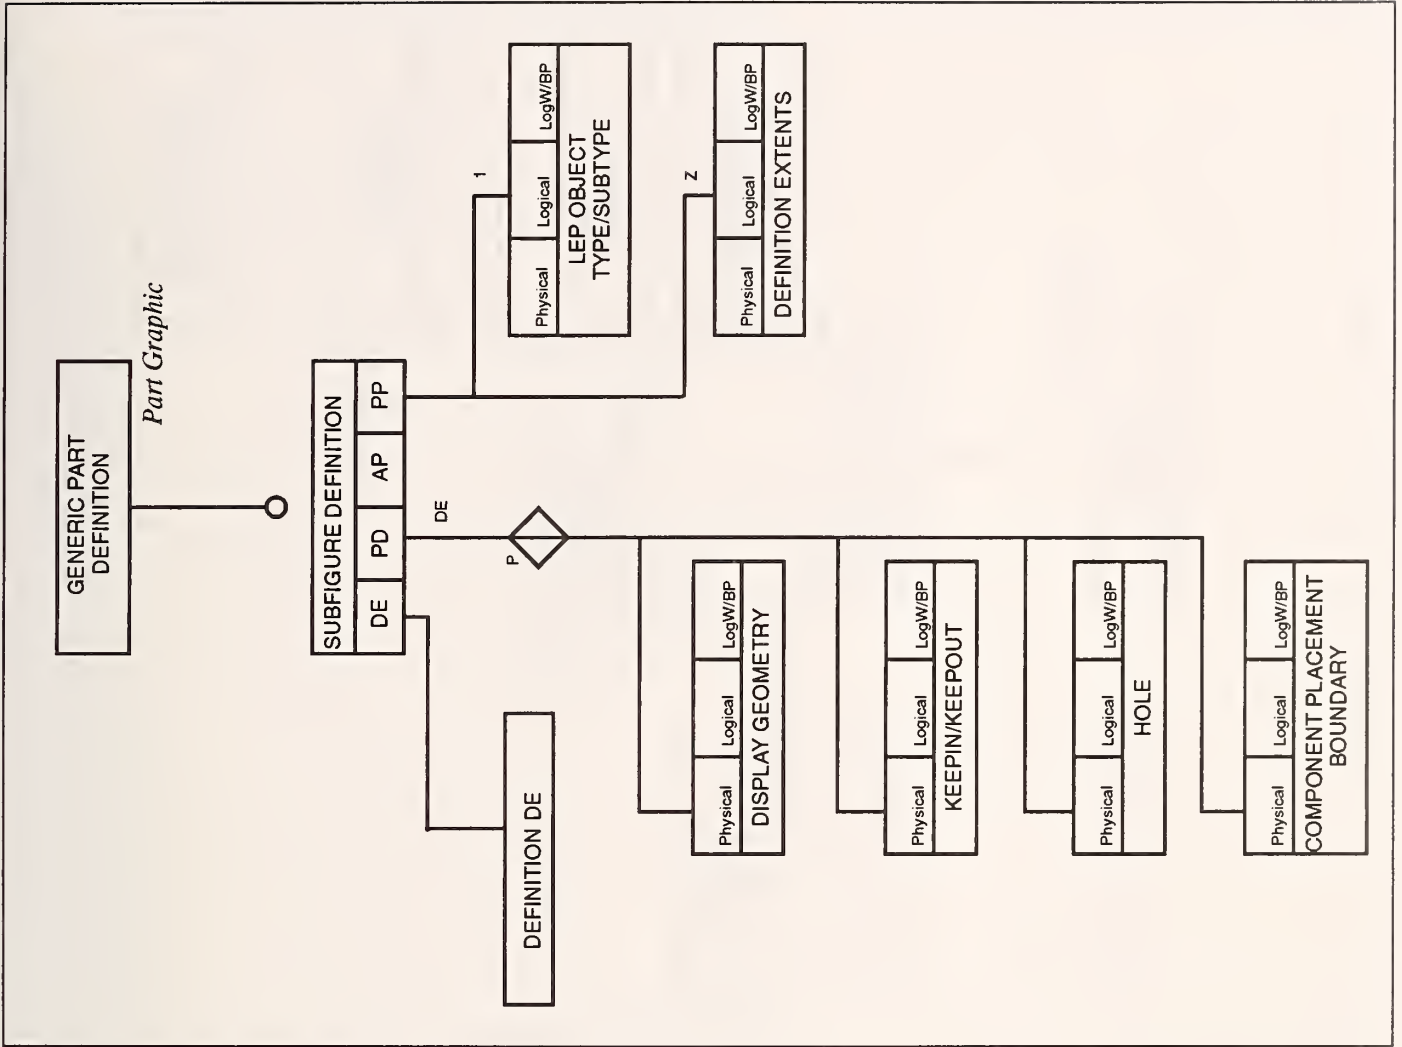 GENERIC PART
DEFINITION
Part Graphic
SUBFIGURE DEFINITION
DE
PD
AP
PP
DE
P
1
Z
DEFINITION DE
Physical
Logical
LogW/BP
LEP OBJECT
TYPE/SUBTYPE
Physical
Logical
LogW/BP
DEFINITION EXTENTS
Physical
Logical
LogW/BP
DISPLAY GEOMETRY
Physical
Logical
LogW/BP
KEEPIN/KEEPOUT
Physical
Logical
LogW/BP
HOLE
Physical
Logical
LogW/BP
COMPONENT PLACEMENT
BOUNDARY